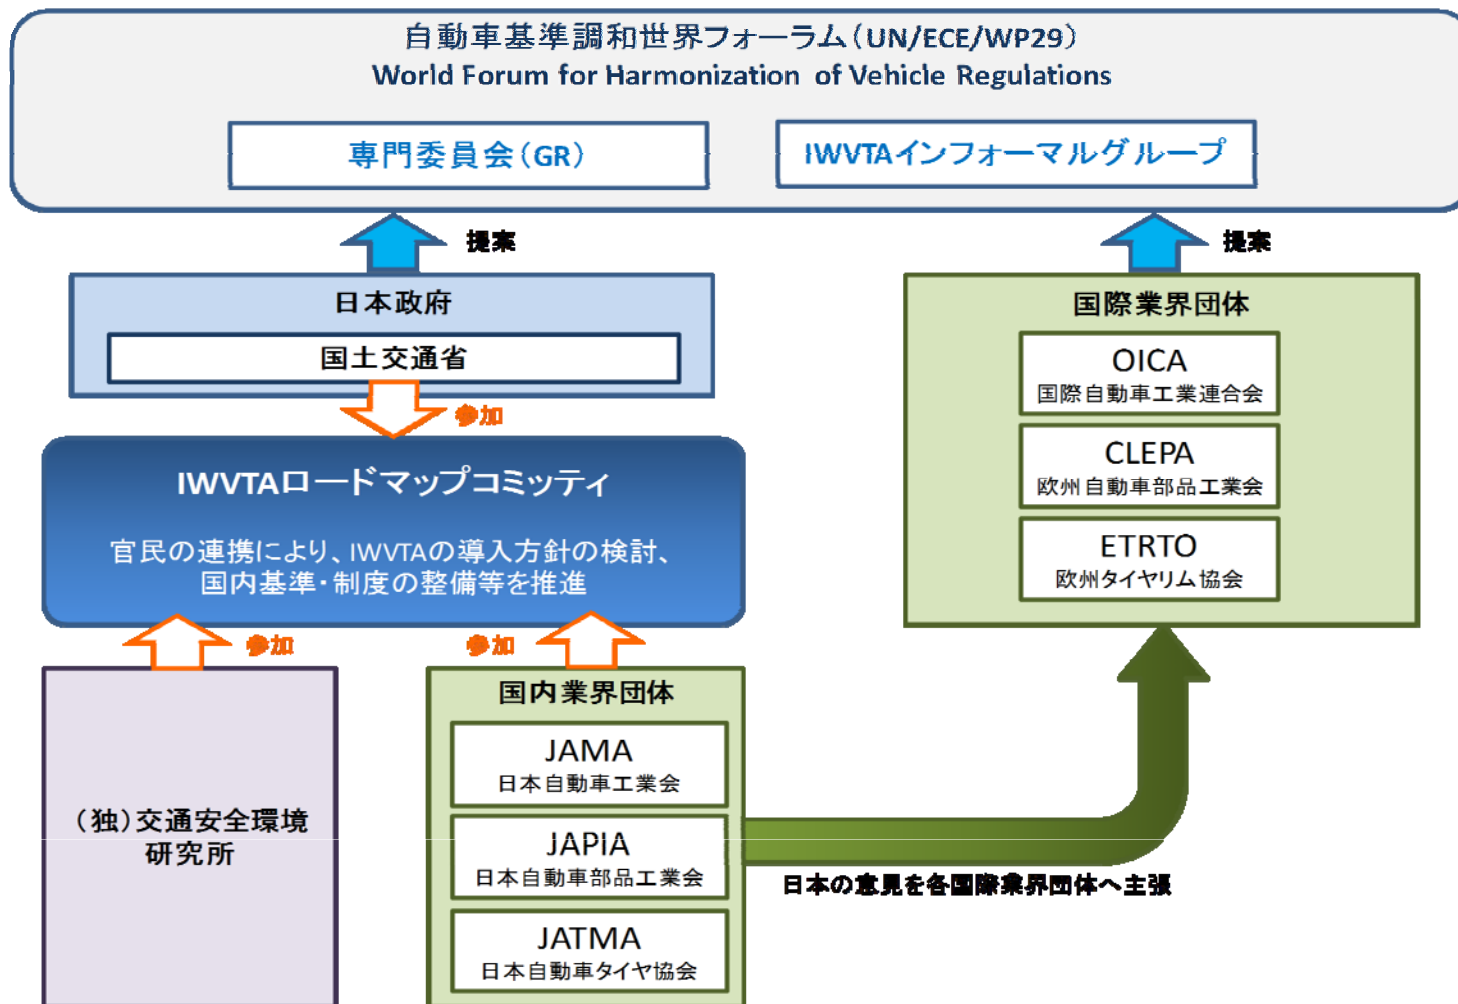 自動車基準調和世界フォーラム(UN/ECE/WP29)
World Forum for Harmonization of Vehicle Regulations
専門委員会(GR)
IWVTAインフォーマルグループ
提案
提案
日本政府
国土交通省
参加
国際業界団体
OICA
国際自動車工業連合会
CLEPA
欧州自動車部品工業会
ETRTO
欧州タイヤリム協会
IWVTAロードマップコミッティ
官民の連携により、IWVTAの導入方針の検討、
国内基準・制度の整備等を推進
参加
参加
(独)交通安全環境
研究所
国内業界団体
JAMA
日本自動車工業会
JAPIA
日本自動車部品工業会
JATMA
日本自動車タイヤ協会
日本の意見を各国際業界団体へ主張